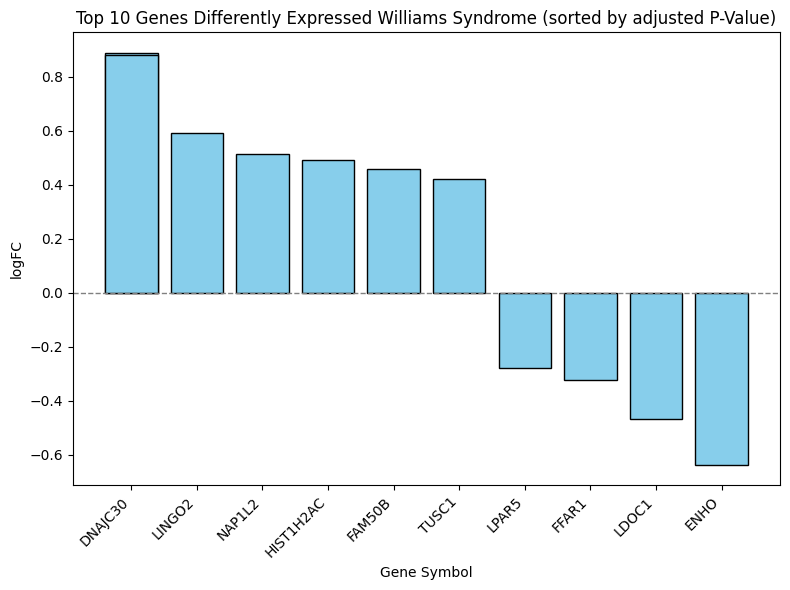 Top 10 Genes Differently Expressed Williams Syndrome (sorted by adjusted P-Value)
0.8
0.6
0.4
0.2
0.0
−0.2
−0.4
−0.6
logFC
DNAJC30
LINGO2
NAP1L2
HIST1H2AC
FAM50B
TUSC1
LPAR5
FFAR1
LDOC1
ENHO
Gene Symbol